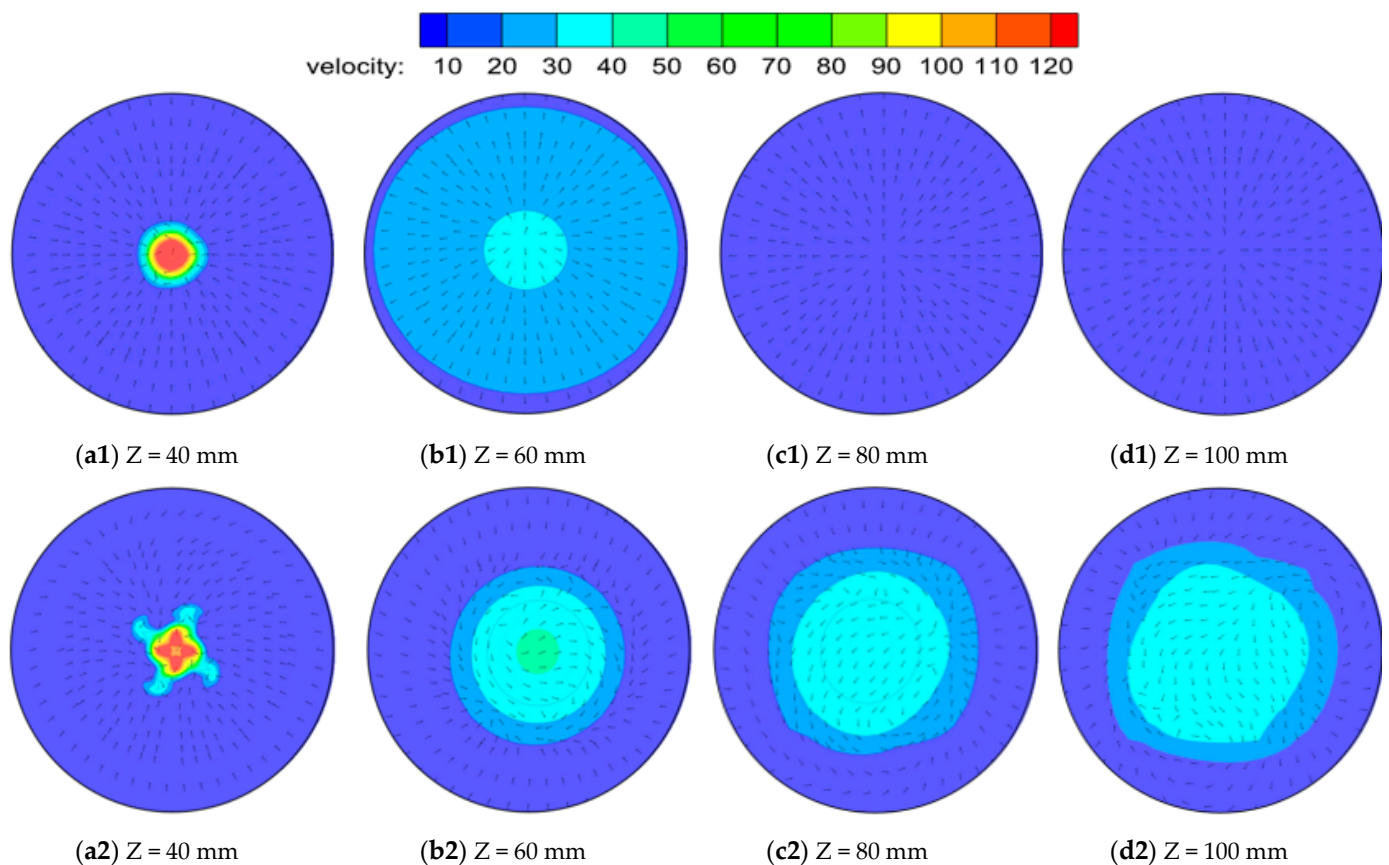 velocity: 10 20 30 40 50 60 70 80 90 100 110 120
(a1) Z = 40 mm (b1) Z = 60 mm (c1) Z = 80 mm (d1) Z = 100 mm
(a2) Z = 40 mm (b2) Z = 60 mm (c2) Z = 80 mm (d2) Z = 100 mm